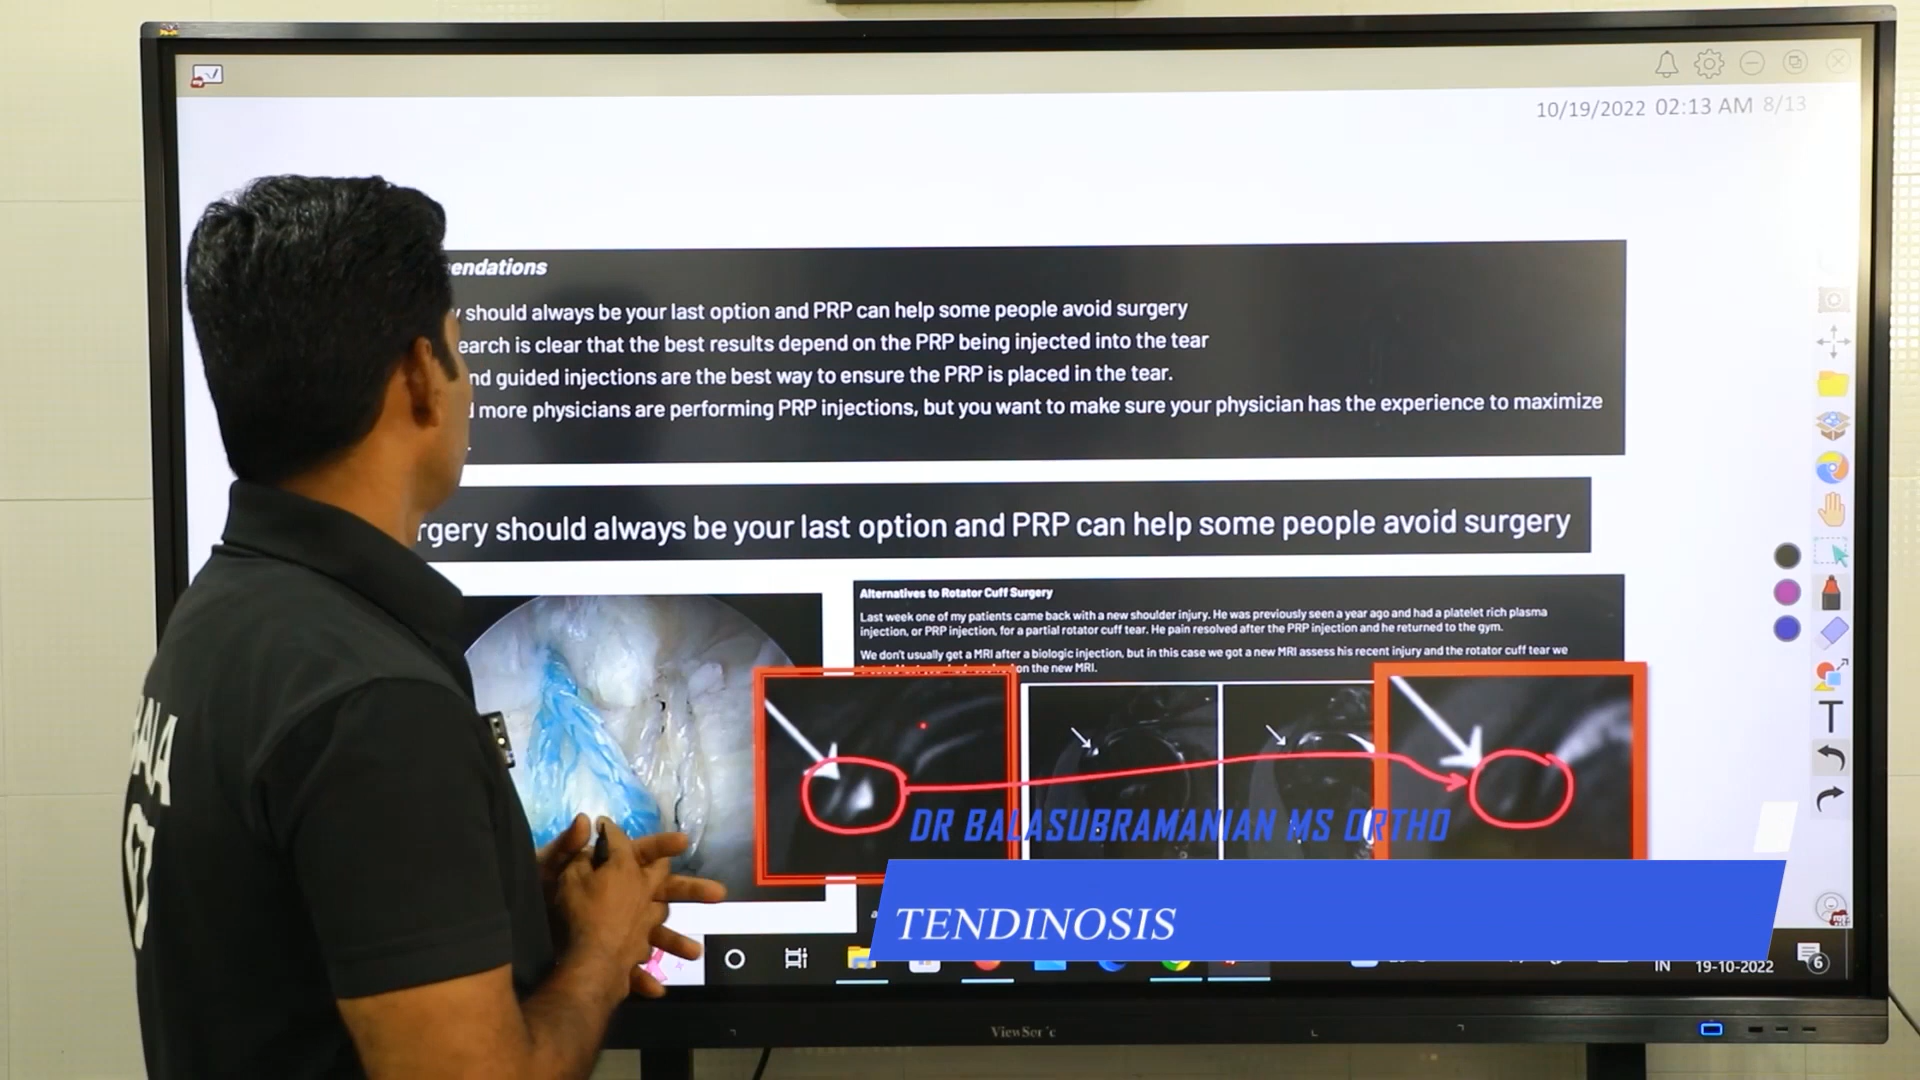 10/19/2022 02:13 AM 8/13
endations
should always be your last option and PRP can help some people avoid surgery
earch is clear that the best results depend on the PRP being injected into the tear
nd guided injections are the best way to ensure the PRP is placed in the tear.
more physicians are performing PRP injections, but you want to make sure your physician has the experience to maximize
rgery should always be your last option and PRP can help some people avoid surgery
Alternatives to Rotator Cuff Surgery
Last week one of my patients came back with a new shoulder injury. He was previously seen a year ago and had a platelet rich plasma
injection, or PRP injection, for a partial rotator cuff tear. He pain resolved after the PRP injection and he returned to the gym.
We don't usually get a MRI after a biologic injection, but in this case we got a new MRI assess his recent injury and the rotator cuff tear we
on the new MRI.
BALA
DR BALASUBRAMANIAN MS ORTHO
TENDINOSIS
T
IN
19-10-2022
6
ViewSonic